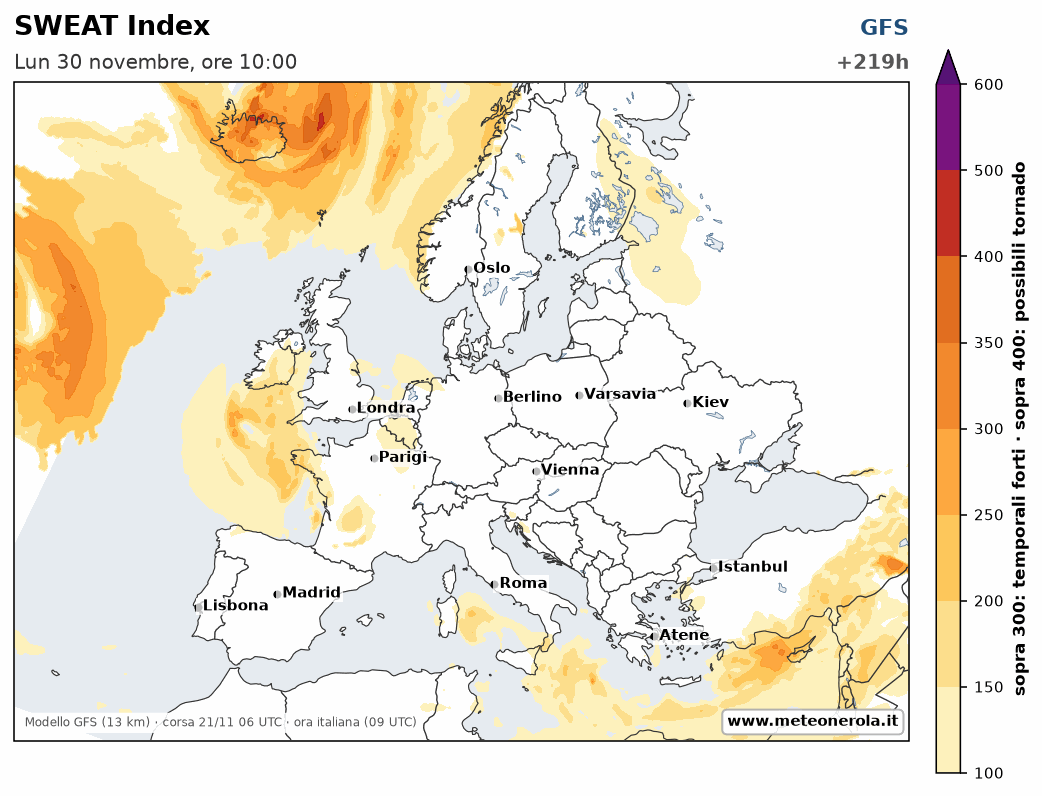 SWEAT Index
GFS
Lun 30 novembre, ore 10:00
+219h
600
500
400
350
300
250
200
150
100
sopra 300: temporali forti · sopra 400: possibili tornado
Oslo
Berlino
Varsavia
Kiev
Londra
Parigi
Vienna
Istanbul
Roma
Madrid
Lisbona
Atene
Modello GFS (13 km) · corsa 21/11 06 UTC · ora italiana (09 UTC)
www.meteonerola.it